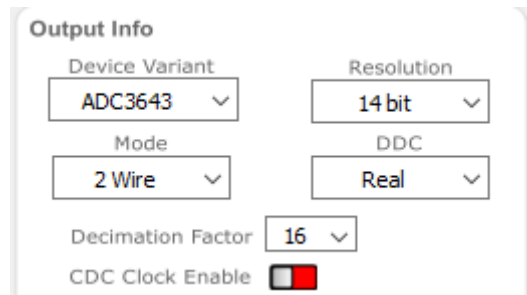 Output Info
Device Variant Resolution
ADC3643 14 bit
Mode DDC
2 Wire Real
Decimation Factor 16
CDC Clock Enable